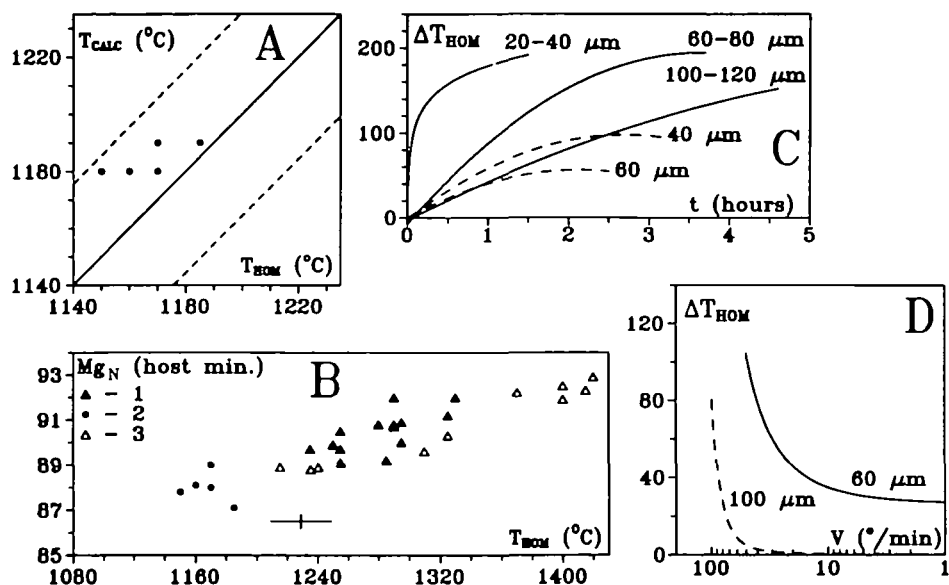 A
T_CALC (°C)
1220
1180
1140
T_HOM (°C)
1140 1180 1220
C
ΔT_HOM
200
100
0
20-40 μm
60-80 μm
100-120 μm
40 μm
60 μm
t (hours)
0 1 2 3 4 5
B
Mg_N (host min.)
▲ - 1
● - 2
△ - 3
93
91
89
87
85
T_HOM (°C)
1080 1160 1240 1320 1400
D
ΔT_HOM
120
80
40
0
60 μm
100 μm
V (°/min)
100 10 1